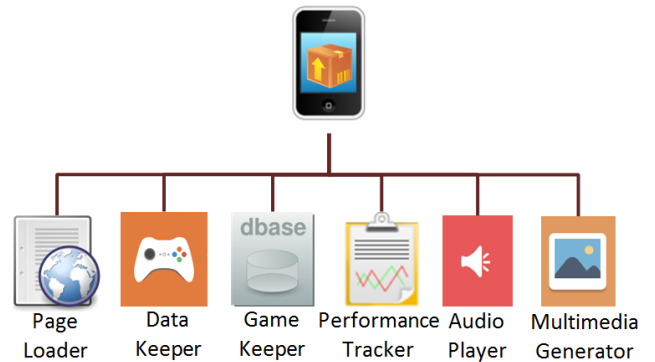 dbase
Page Loader
Data Keeper
Game Keeper
Performance Tracker
Audio Player
Multimedia Generator